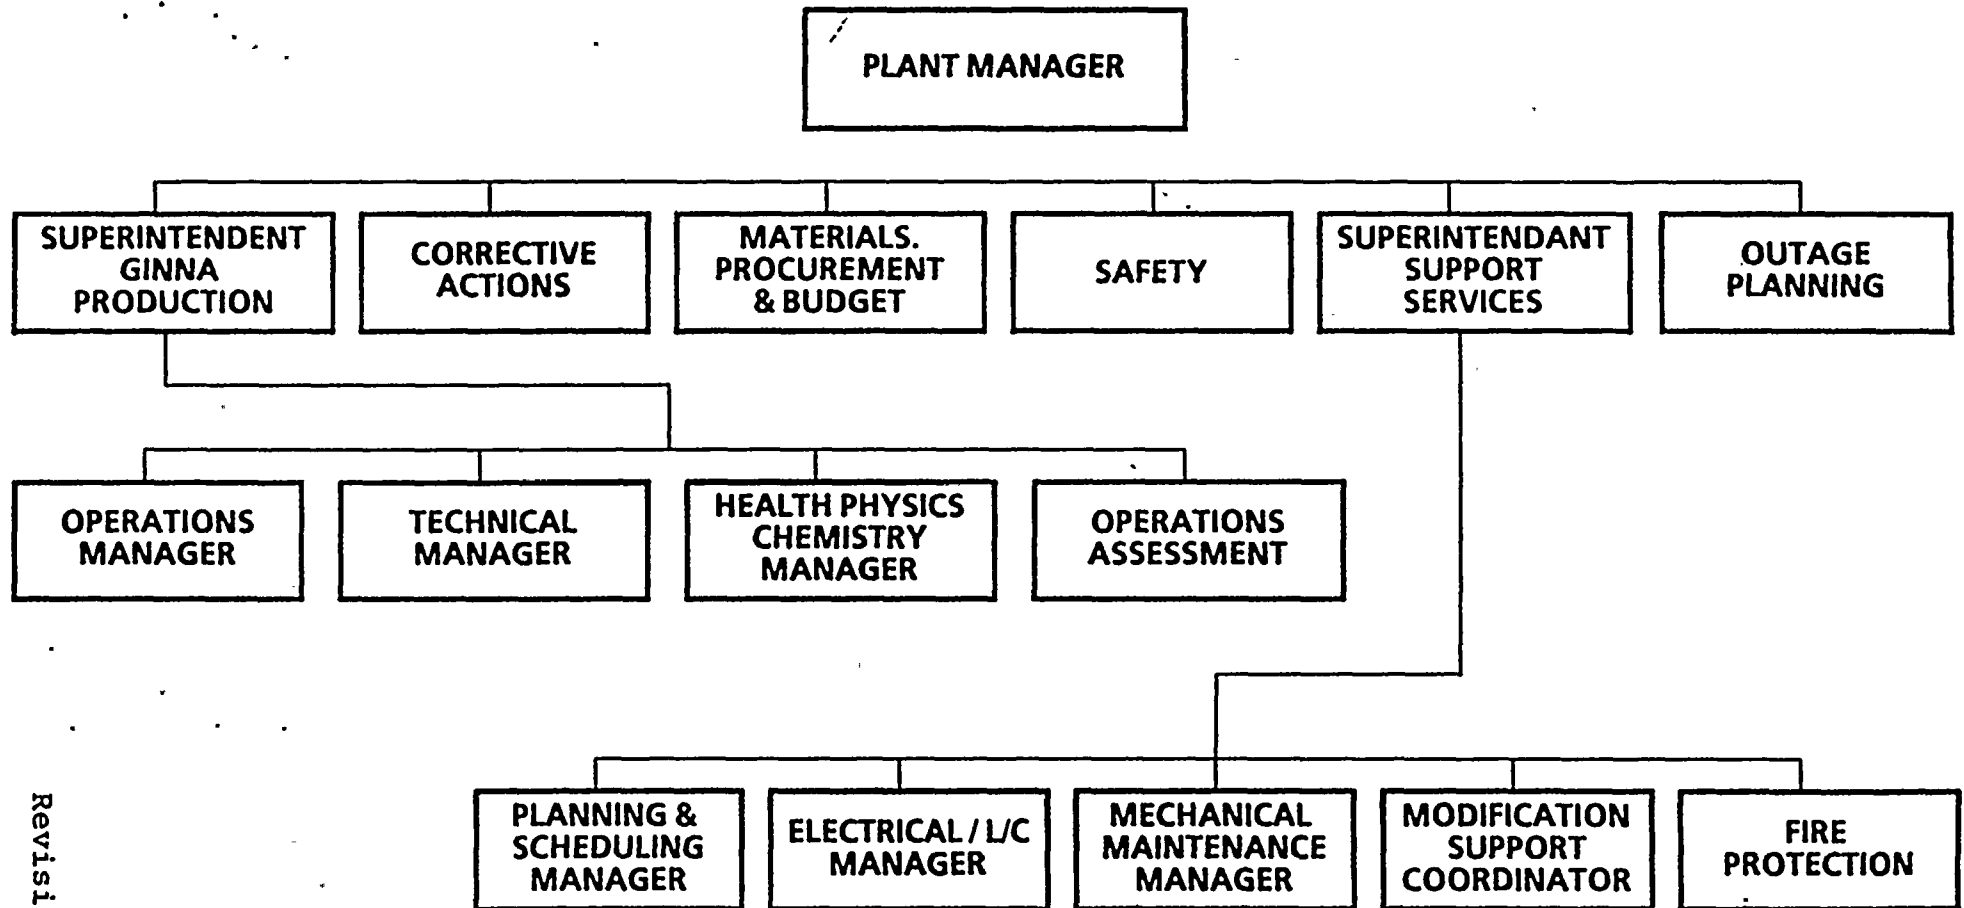 PLANT MANAGER
SUPERINTENDENT
GINNA
PRODUCTION
CORRECTIVE
ACTIONS
MATERIALS.
PROCUREMENT
& BUDGET
SAFETY
SUPERINTENDANT
SUPPORT
SERVICES
OUTAGE
PLANNING
OPERATIONS
MANAGER
TECHNICAL
MANAGER
HEALTH PHYSICS
CHEMISTRY
MANAGER
OPERATIONS
ASSESSMENT
PLANNING &
SCHEDULING
MANAGER
ELECTRICAL / L/C
MANAGER
MECHANICAL
MAINTENANCE
MANAGER
MODIFICATION
SUPPORT
COORDINATOR
FIRE
PROTECTION
Revisi